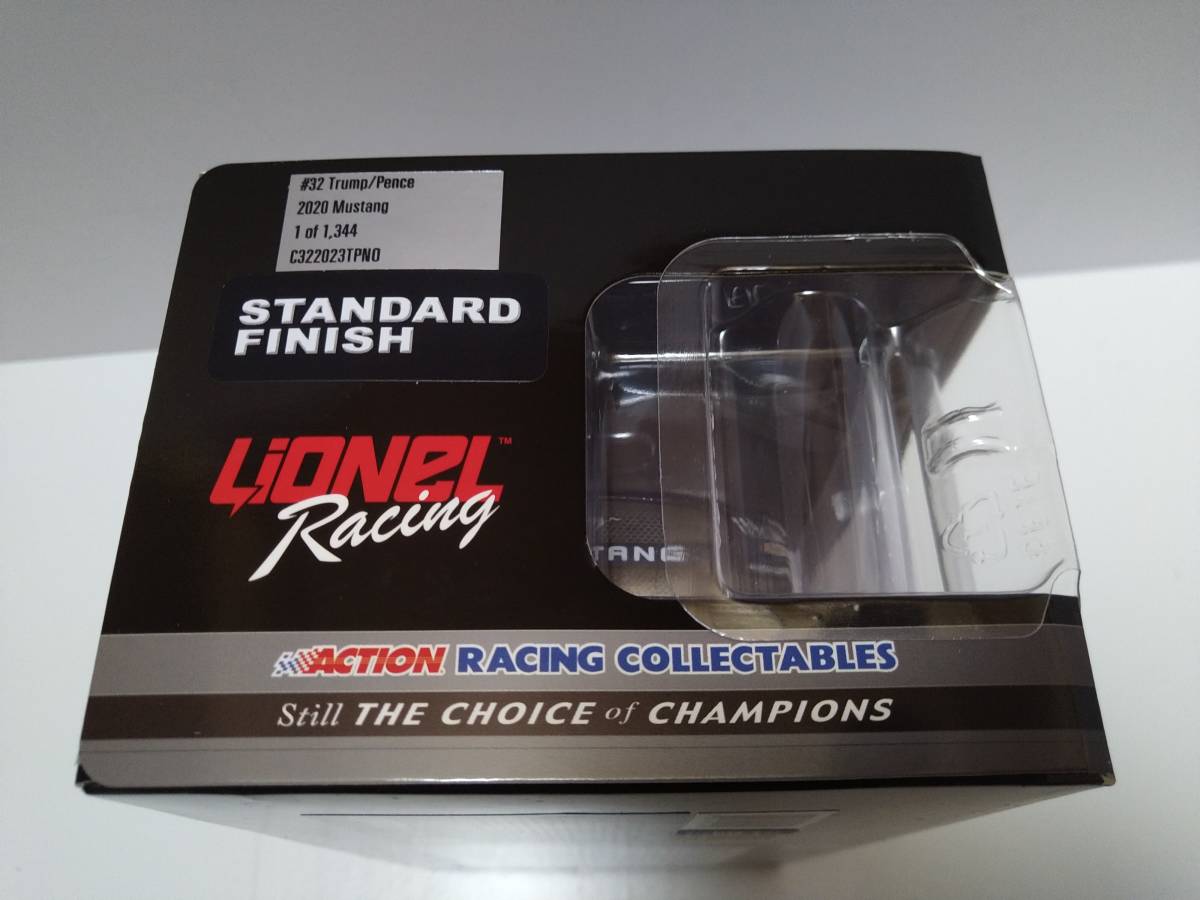 #32 Trump/Pence
2020 Mustang
1 of 1,344
C322023TPNO
STANDARD
FINISH
LIONEL™
Racing
TANG
ACTION RACING COLLECTABLES
Still THE CHOICE of CHAMPIONS